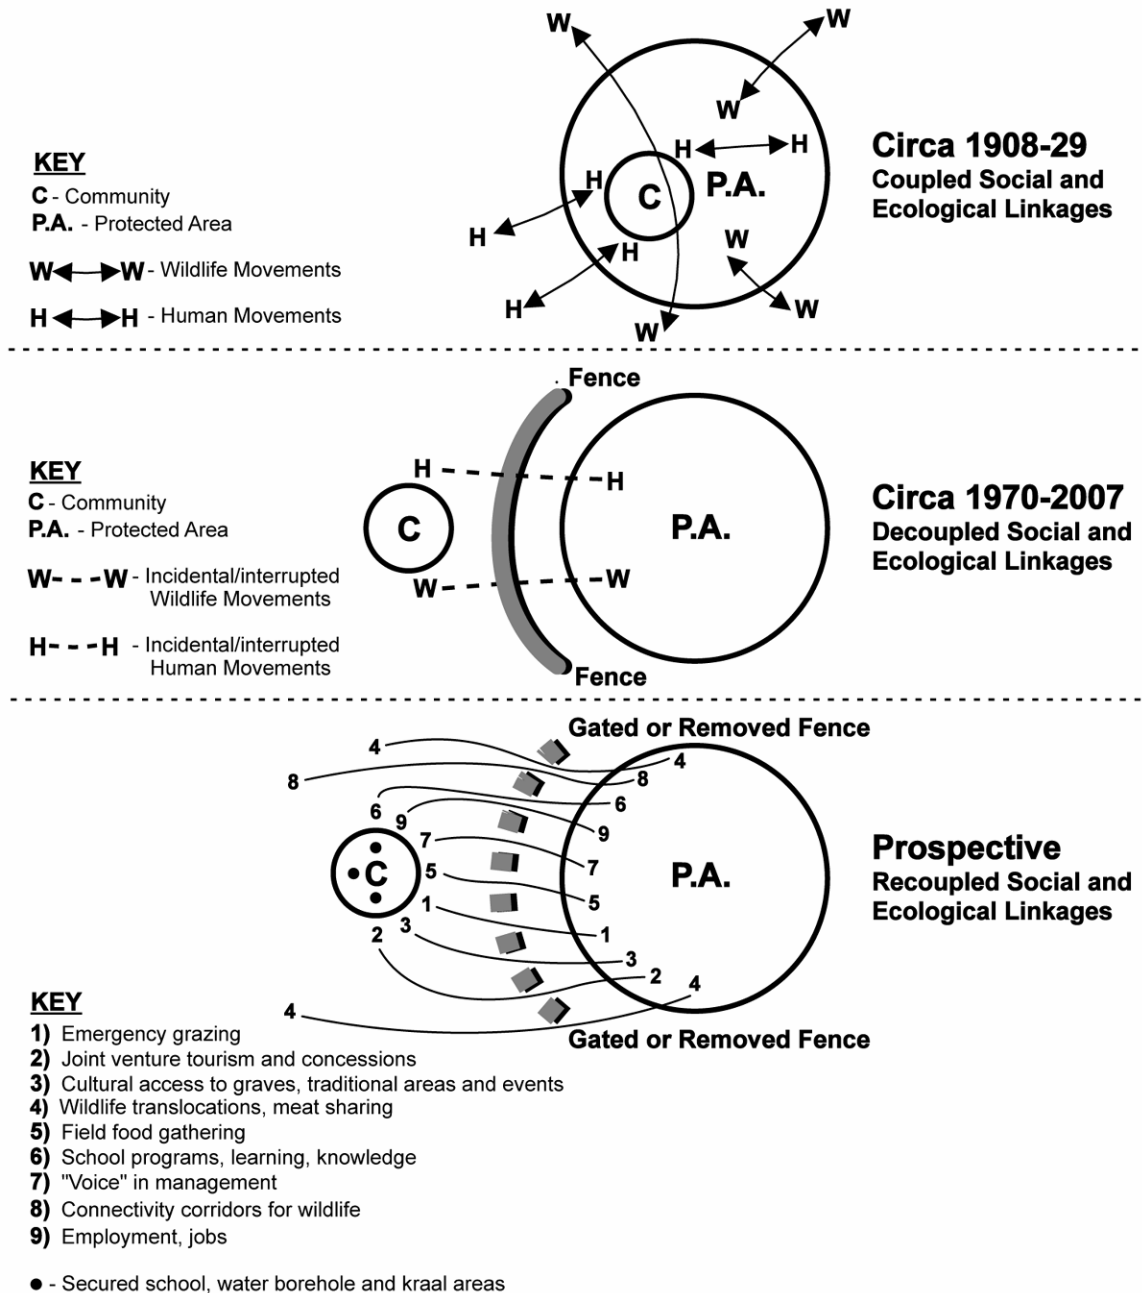 W
W
W
H
H
Circa 1908-29
Coupled Social and
Ecological Linkages
KEY
C - Community
P.A. - Protected Area
W W - Wildlife Movements
H H - Human Movements
H
C
P.A.
H
H
W
H
W
W
Fence
KEY
C - Community
P.A. - Protected Area
W W - Incidental/interrupted
Wildlife Movements
H H - Incidental/interrupted
Human Movements
H
H
C
P.A.
W
W
Circa 1970-2007
Decoupled Social and
Ecological Linkages
Fence
Gated or Removed Fence
4
4
8
8
6
6
9
9
7
7
C
5
5
1
1
3
3
2
2
4
4
P.A.
Prospective
Recoupled Social and
Ecological Linkages
Gated or Removed Fence
KEY
1) Emergency grazing
2) Joint venture tourism and concessions
3) Cultural access to graves, traditional areas and events
4) Wildlife translocations, meat sharing
5) Field food gathering
6) School programs, learning, knowledge
7) "Voice" in management
8) Connectivity corridors for wildlife
9) Employment, jobs
● - Secured school, water borehole and kraal areas